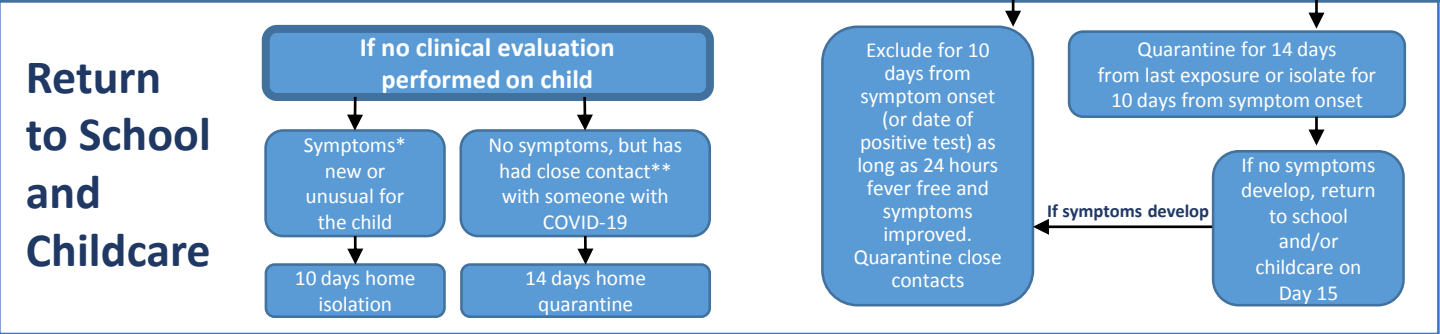 Return
to School
and
Childcare
If no clinical evaluation
performed on child
Symptoms*
new or
unusual for
the child
No symptoms, but has
had close contact**
with someone with
COVID-19
10 days home
isolation
14 days home
quarantine
Exclude for 10
days from
symptom onset
(or date of
positive test) as
long as 24 hours
fever free and
symptoms
improved.
Quarantine close
contacts
Quarantine for 14 days
from last exposure or isolate for
10 days from symptom onset
If no symptoms
develop, return
to school
and/or
childcare on
Day 15
If symptoms develop